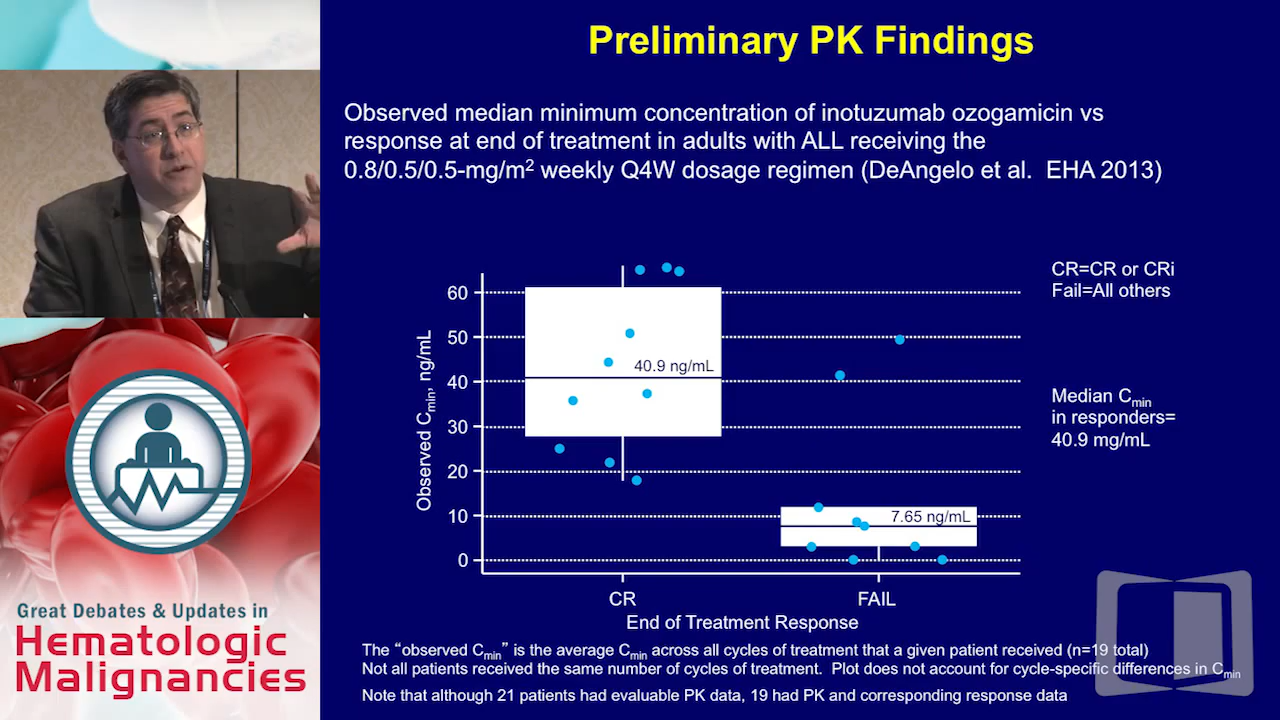 Preliminary PK Findings
Observed median minimum concentration of inotuzumab ozogamicin vs
response at end of treatment in adults with ALL receiving the
0.8/0.5/0.5-mg/m² weekly Q4W dosage regimen (DeAngelo et al. EHA 2013)
Observed Cmin, ng/mL
60
50
40
30
20
10
0
40.9 ng/mL
7.65 ng/mL
CR
FAIL
End of Treatment Response
CR=CR or CRi
Fail=All others
Median Cmin
in responders=
40.9 mg/mL
The “observed Cmin” is the average Cmin across all cycles of treatment that a given patient received (n=19 total)
Not all patients received the same number of cycles of treatment. Plot does not account for cycle-specific differences in Cmin
Note that although 21 patients had evaluable PK data, 19 had PK and corresponding response data
Great Debates & Updates in
Hematologic
Malignancies